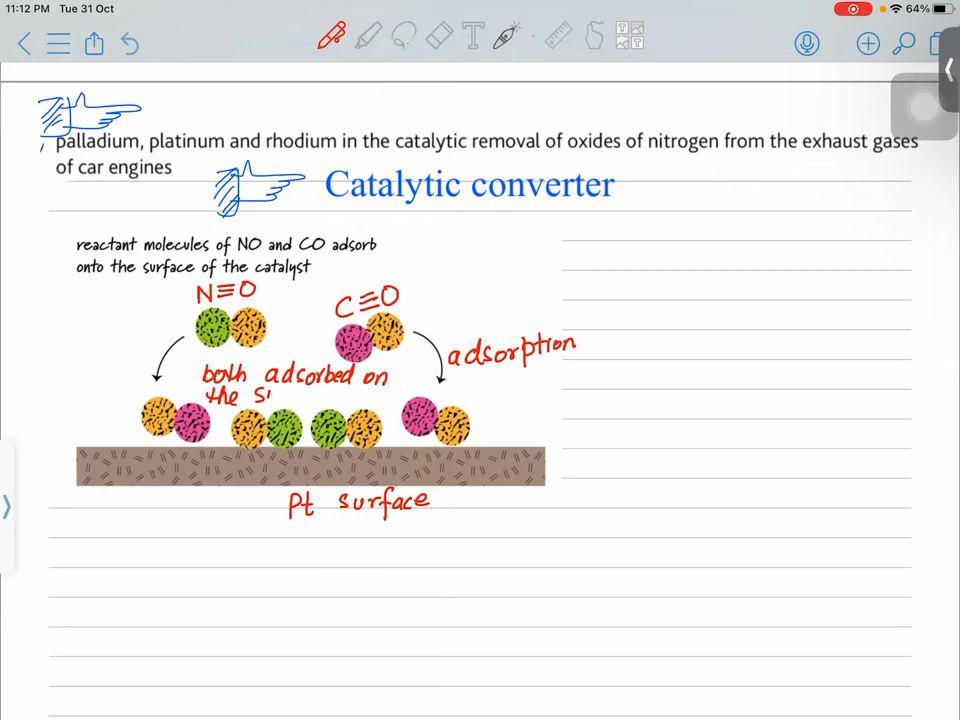 11:12 PM Tue 31 Oct
64%
palladium, platinum and rhodium in the catalytic removal of oxides of nitrogen from the exhaust gases
of car engines
Catalytic converter
reactant molecules of NO and CO adsorb
onto the surface of the catalyst
N≡O
C≡O
adsorption
both adsorbed on
the s
Pt surface